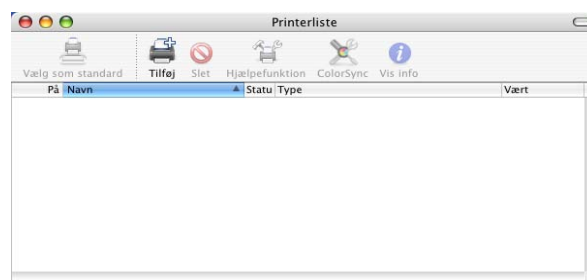 Printerliste
Vælg som standard Tilføj Slet Hjælpefunktion ColorSync Vis info
På Navn Statu Type Vært